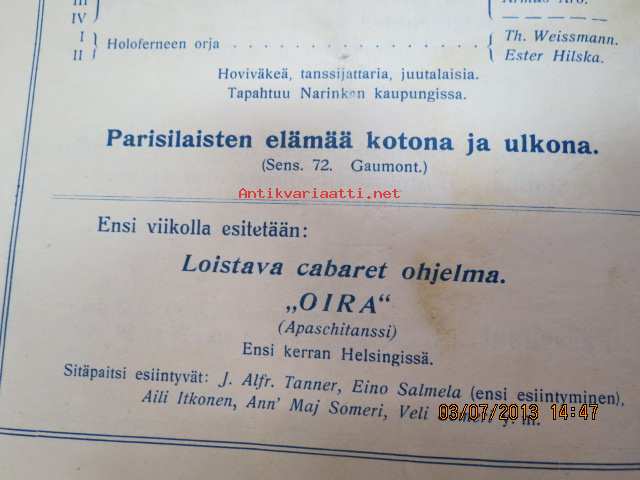 III
IV — — — — —
I Holoferneen orja . . . . . . . . . . . . . . Th. Weissmann.
II Ester Hilska.
Hoviväkeä, tanssijattaria, juutalaisia.
Tapahtuu Narinkan kaupungissa.
Parisilaisten elämää kotona ja ulkona.
(Sens. 72. Gaumont.)
Antikvariaatti.net
Ensi viikolla esitetään:
Loistava cabaret ohjelma.
„OIRA“
(Apaschitanssi)
Ensi kerran Helsingissä.
Sitäpaitsi esiintyvät: J. Alfr. Tanner, Eino Salmela (ensi esiintyminen),
Aili Itkonen, Ann' Maj Someri, Veli y. m.
03/07/2013 14:47